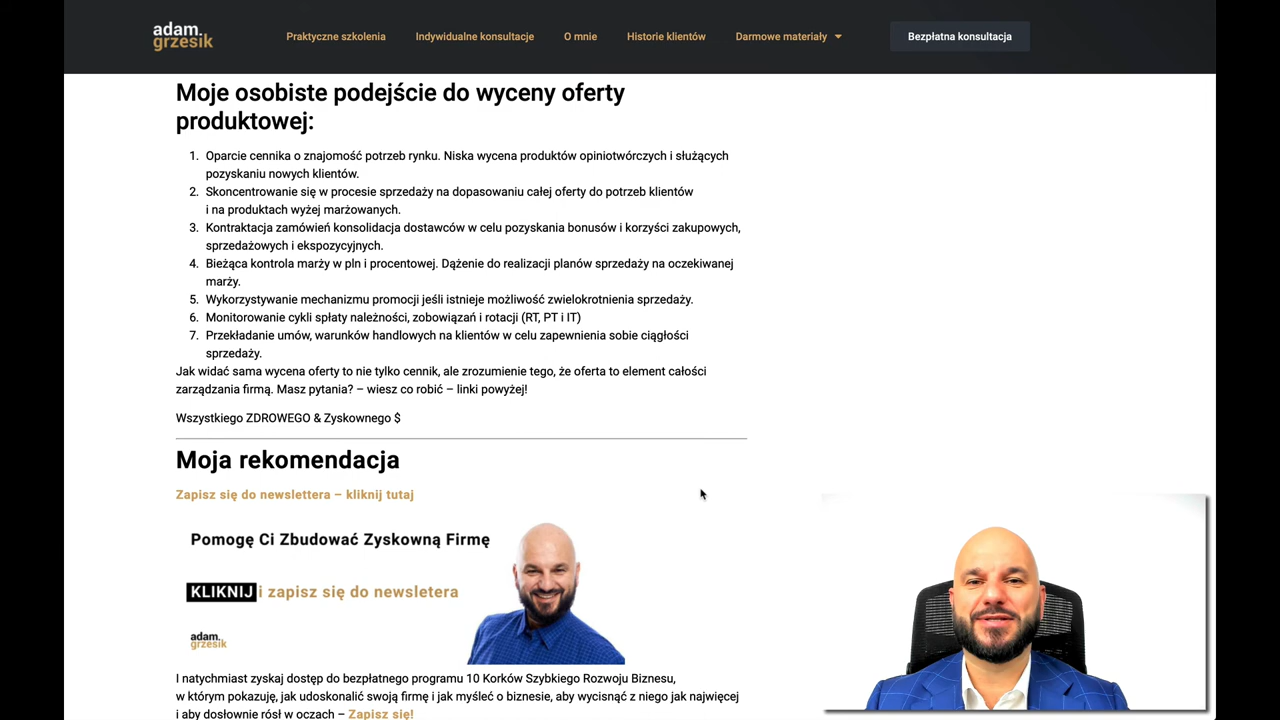 adam.
grzesik
Praktyczne szkolenia
Indywidualne konsultacje
O mnie
Historie klientów
Darmowe materiały
Bezpłatna konsultacja
Moje osobiste podejście do wyceny oferty
produktowej:
1. Oparcie cennika o znajomość potrzeb rynku. Niska wycena produktów opiniotwórczych i służących
pozyskaniu nowych klientów.
2. Skoncentrowanie się w procesie sprzedaży na dopasowaniu całej oferty do potrzeb klientów
i na produktach wyżej marżowanych.
3. Kontraktacja zamówień konsolidacja dostawców w celu pozyskania bonusów i korzyści zakupowych,
sprzedażowych i ekspozycyjnych.
4. Bieżąca kontrola marży w pln i procentowej. Dążenie do realizacji planów sprzedaży na oczekiwanej
marży.
5. Wykorzystywanie mechanizmu promocji jeśli istnieje możliwość zwielokrotnienia sprzedaży.
6. Monitorowanie cykli spłaty należności, zobowiązań i rotacji (RT, PT i IT)
7. Przekładanie umów, warunków handlowych na klientów w celu zapewnienia sobie ciągłości
sprzedaży.
Jak widać sama wycena oferty to nie tylko cennik, ale zrozumienie tego, że oferta to element całości
zarządzania firmą. Masz pytania? – wiesz co robić – linki powyżej!
Wszystkiego ZDROWEGO & Zyskownego $
Moja rekomendacja
Zapisz się do newslettera – kliknij tutaj
Pomogę Ci Zbudować Zyskowną Firmę
KLIKNIJ i zapisz się do newsletera
adam.
grzesik
I natychmiast zyskaj dostęp do bezpłatnego programu 10 Korków Szybkiego Rozwoju Biznesu,
w którym pokazuję, jak udoskonalić swoją firmę i jak myśleć o biznesie, aby wycisnąć z niego jak najwięcej
i aby dosłownie rósł w oczach – Zapisz się!